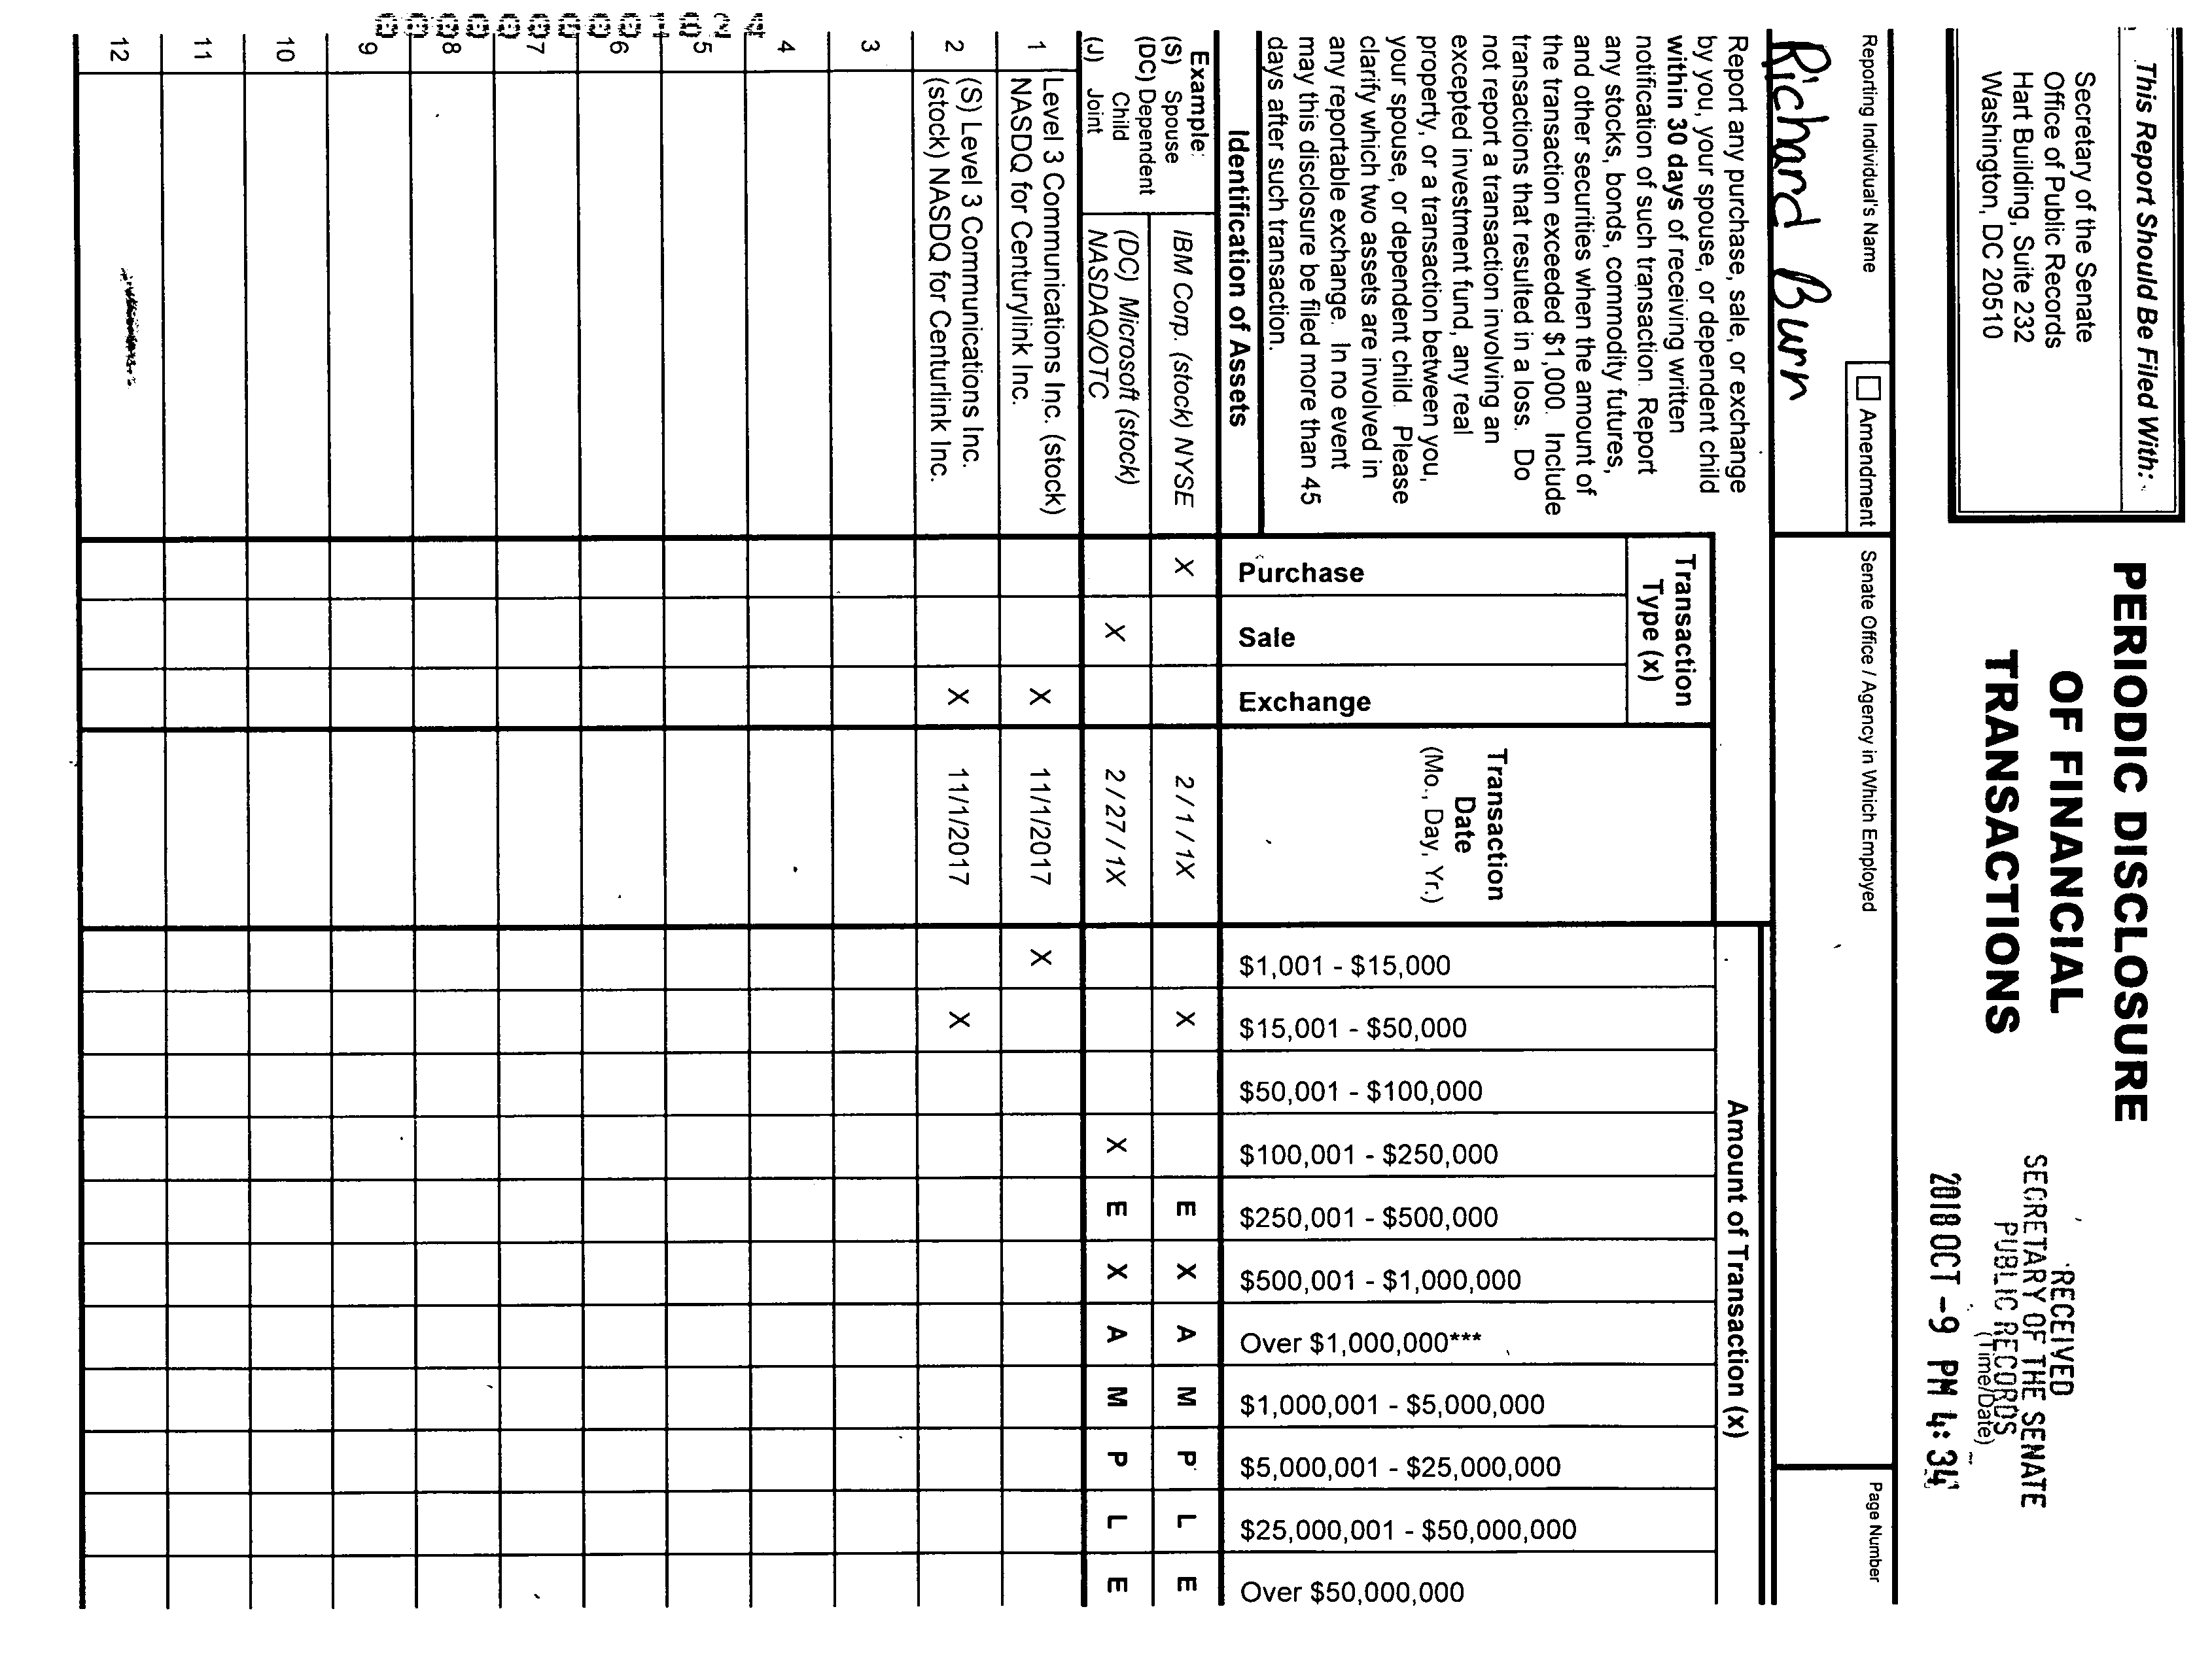 This Report Should Be Filed With:
Secretary of the Senate
Office of Public Records
Hart Building, Suite 232
Washington, DC 20510
PERIODIC DISCLOSURE
OF FINANCIAL
TRANSACTIONS
RECEIVED
SECRETARY OF THE SENATE
PUBLIC RECORDS
(Time/Date)
2018 OCT -9 PM 4:34
Reporting Individual's Name
Richard Burr
Amendment
Senate Office / Agency in Which Employed
Page Number
Report any purchase, sale, or exchange
by you, your spouse, or dependent child
within 30 days of receiving written
notification of such transaction. Report
any stocks, bonds, commodity futures,
and other securities when the amount of
the transaction exceeded $1,000. Include
transactions that resulted in a loss. Do
not report a transaction involving an
excepted investment fund, any real
property, or a transaction between you,
your spouse, or dependent child. Please
clarify which two assets are involved in
any reportable exchange. In no event
may this disclosure be filed more than 45
days after such transaction.
Identification of Assets
Transaction
Type (x)
Purchase
Sale
Exchange
Transaction
Date
(Mo., Day, Yr.)
Amount of Transaction (x)
$1,001 - $15,000
$15,001 - $50,000
$50,001 - $100,000
$100,001 - $250,000
$250,001 - $500,000
$500,001 - $1,000,000
Over $1,000,000***
$1,000,001 - $5,000,000
$5,000,001 - $25,000,000
$25,000,001 - $50,000,000
Over $50,000,000
Example:
(S) Spouse
(DC) Dependent
Child
(J) Joint
IBM Corp. (stock) NYSE X 2 / 1 / 1X X E X A M P L E
(DC) Microsoft (stock)
NASDAQ/OTC X 2 / 27 / 1X X E X A M P L E
1 Level 3 Communications Inc. (stock)
NASDQ for Centurylink Inc. X 11/1/2017 X
2 (S) Level 3 Communications Inc.
(stock) NASDQ for Centurlink Inc. X 11/1/2017 X
3
4
5
6
7
8
9
10
11
12